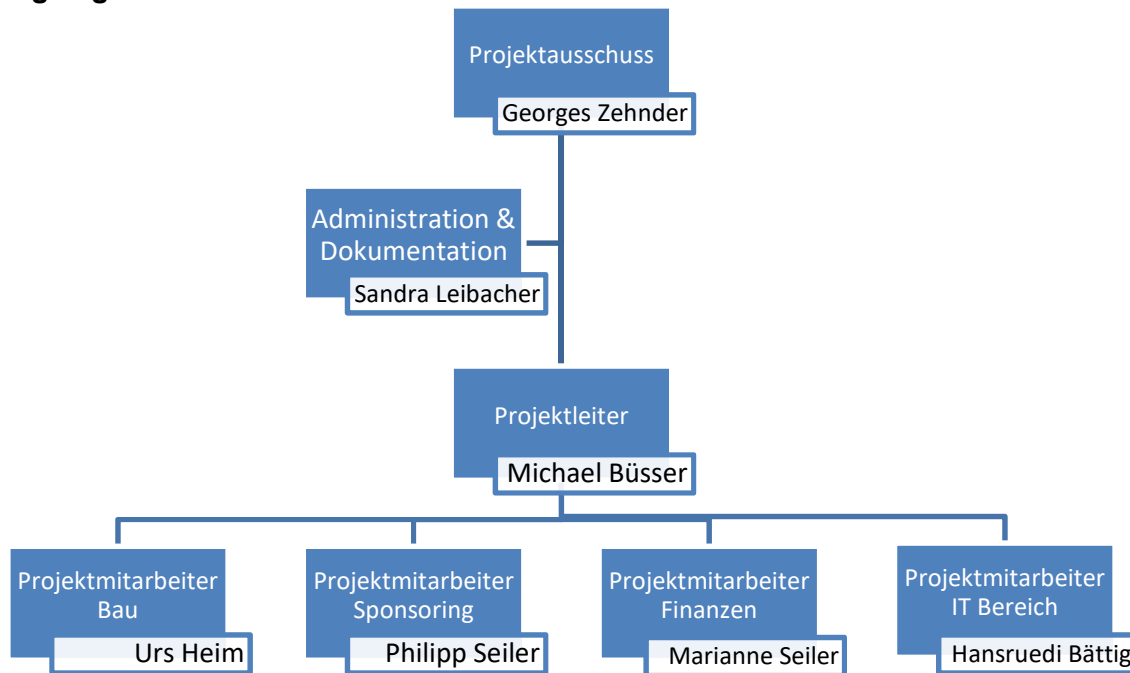 Projektausschuss
Georges Zehnder
Administration &
Dokumentation
Sandra Leibacher
Projektleiter
Michael Büsser
Projektmitarbeiter
Bau
Urs Heim
Projektmitarbeiter
Sponsoring
Philipp Seiler
Projektmitarbeiter
Finanzen
Marianne Seiler
Projektmitarbeiter
IT Bereich
Hansruedi Bättig